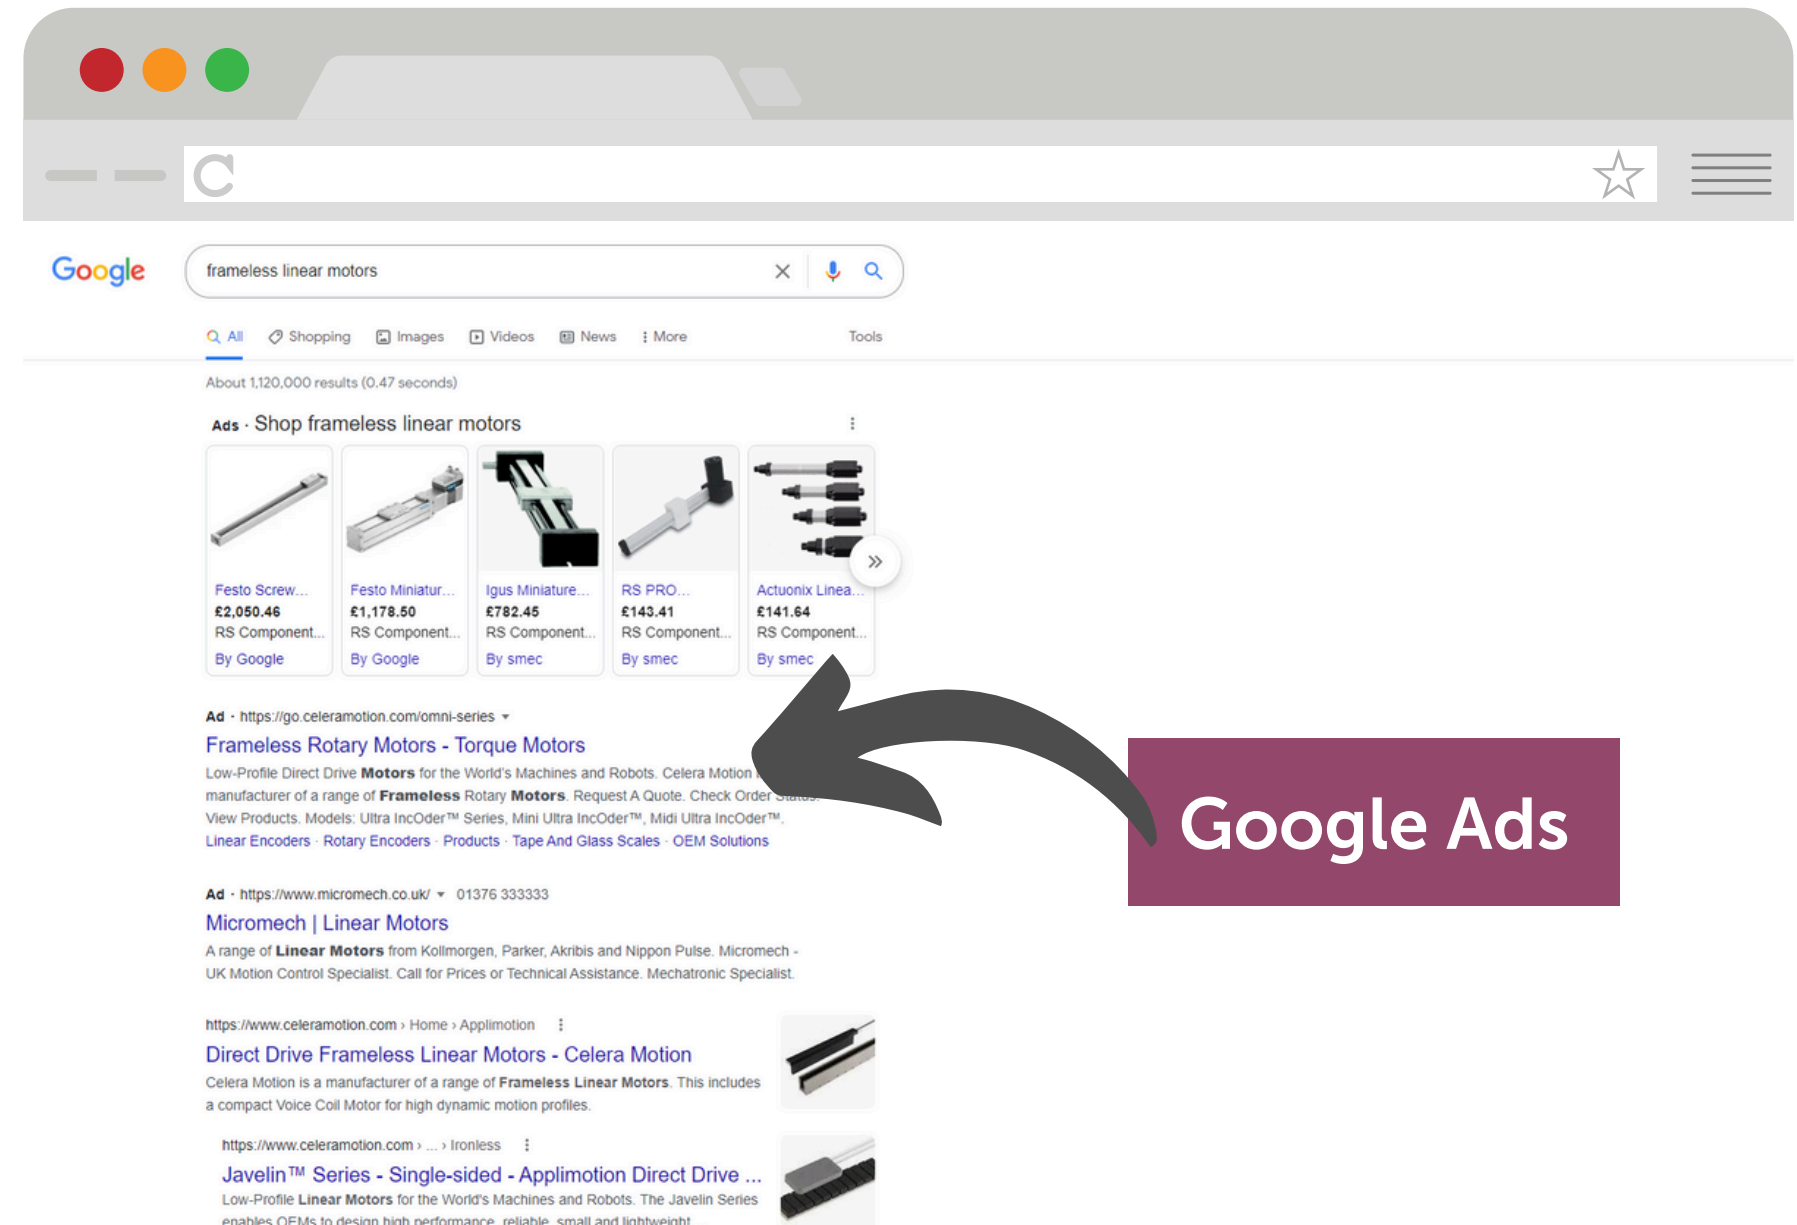 Google
frameless linear motors
All Shopping Images Videos News More Tools
About 1,120,000 results (0.47 seconds)
Ads · Shop frameless linear motors
Festo Screw... Festo Miniatur... Igus Miniature... RS PRO... Actuonix Linea...
£2,050.46 £1,178.50 £782.45 £143.41 £141.64
RS Component... RS Component... RS Component... RS Component... RS Component...
By Google By Google By smec By smec By smec
Ad · https://go.celeramotion.com/omni-series
Frameless Rotary Motors - Torque Motors
Low-Profile Direct Drive Motors for the World's Machines and Robots. Celera Motion
manufacturer of a range of Frameless Rotary Motors. Request A Quote. Check Order Status.
View Products. Models: Ultra IncOder™ Series, Mini Ultra IncOder™, Midi Ultra IncOder™.
Linear Encoders · Rotary Encoders · Products · Tape And Glass Scales · OEM Solutions
Google Ads
Ad · https://www.micromech.co.uk/ 01376 333333
Micromech | Linear Motors
A range of Linear Motors from Kollmorgen, Parker, Akribis and Nippon Pulse. Micromech -
UK Motion Control Specialist. Call for Prices or Technical Assistance. Mechatronic Specialist.
https://www.celeramotion.com › Home › Applimotion
Direct Drive Frameless Linear Motors - Celera Motion
Celera Motion is a manufacturer of a range of Frameless Linear Motors. This includes
a compact Voice Coil Motor for high dynamic motion profiles.
https://www.celeramotion.com › ... › Ironless
Javelin™ Series - Single-sided - Applimotion Direct Drive ...
Low-Profile Linear Motors for the World's Machines and Robots. The Javelin Series
enables OEMs to design high performance, reliable, small and lightweight